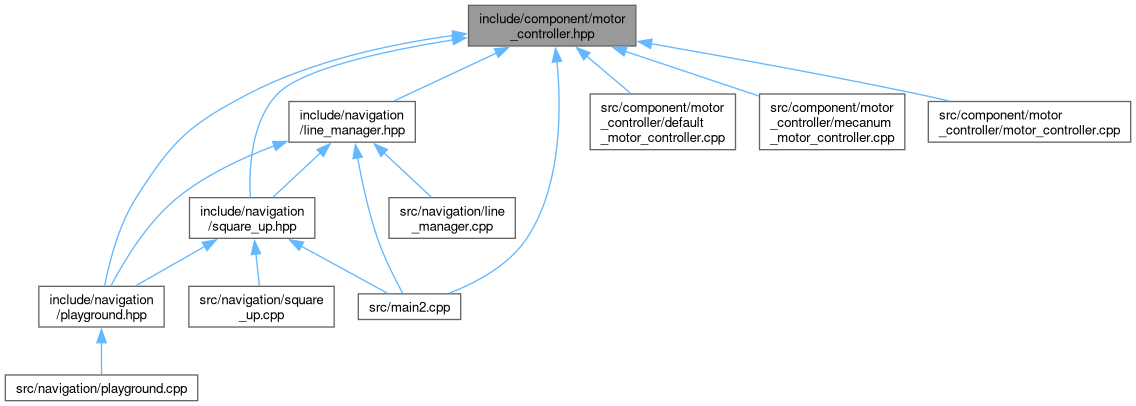 include/component/motor
_controller.hpp
include/navigation
/line_manager.hpp
src/component/motor
_controller/default
_motor_controller.cpp
src/component/motor
_controller/mecanum
_motor_controller.cpp
src/component/motor
_controller/motor_controller.cpp
include/navigation
/square_up.hpp
src/navigation/line
_manager.cpp
include/navigation
/playground.hpp
src/navigation/square
_up.cpp
src/main2.cpp
src/navigation/playground.cpp